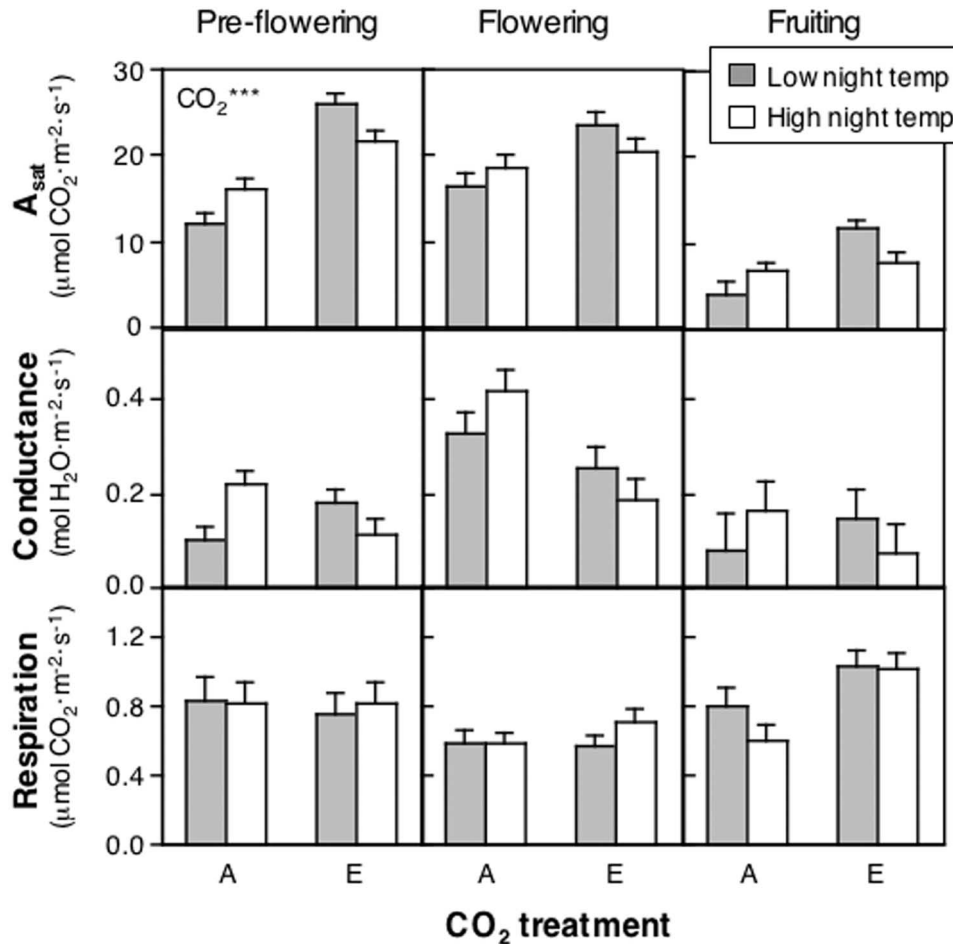 Pre-flowering Flowering Fruiting
Low night temp
High night temp
CO₂***
A_sat
(μmol CO₂·m⁻²·s⁻¹)
30
20
10
0
Conductance
(mol H₂O·m⁻²·s⁻¹)
0.4
0.2
0.0
Respiration
(μmol CO₂·m⁻²·s⁻¹)
1.2
0.8
0.4
0.0
A E A E A E
CO₂ treatment